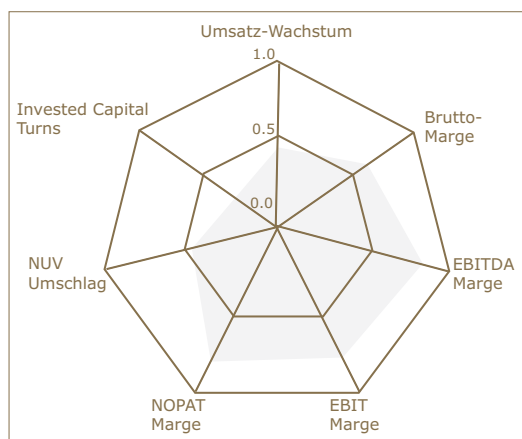 Umsatz-Wachstum
1.0
Invested Capital
Turns
Brutto-
Marge
0.5
0.0
NUV
Umschlag
EBITDA
Marge
NOPAT
Marge
EBIT
Marge